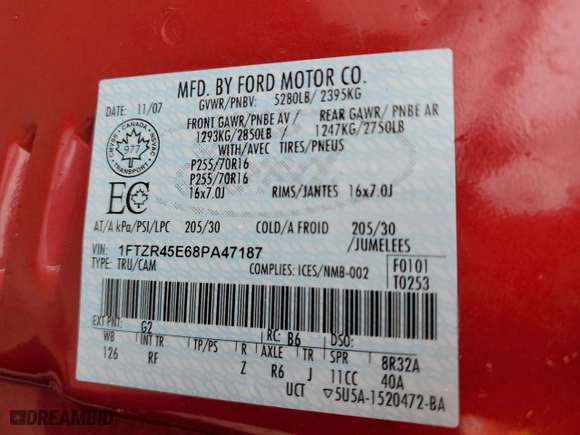 MFD. BY FORD MOTOR CO.
DATE: 11/07
GVWR/PNBV: 5280LB/ 2395KG
FRONT GAWR/PNBE AV / REAR GAWR/ PNBE AR
1293KG/2850LB 1247KG/2750LB
WITH/AVEC TIRES/PNEUS
P255/70R16
P255/70R16
16x7.0J RIMS/JANTES 16x7.0J
CANADA
977
TRANSPORT
EC
AT/A kPa/PSI/LPC 205/30 COLD/A FROID 205/30
/JUMELEES
VIN: 1FTZR45E68PA47187
TYPE: TRU/CAM COMPLIES: ICES/NMB-002 F0101
T0253
EXT PNT: G2 RC: B6 DSO:
WB INT TR TP/PS R AXLE TR SPR 8R32A
126 RF Z R6 J 11CC 40A
UCT ▽5U5A-1520472-BA
© DREAMBID